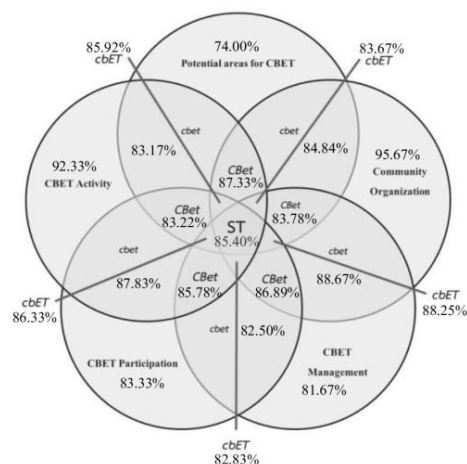 85.92%
cbET
74.00%
Potential areas for CBET
83.67%
cbET
cbet
83.17%
cbet
84.84%
92.33%
CBET Activity
95.67%
Community
Organization
CBet
87.33%
CBet
83.22%
CBet
83.78%
ST
85.40%
cbet
87.83%
cbet
88.67%
CBet
85.78%
CBet
86.89%
cbET
86.33%
cbET
88.25%
cbet
82.50%
CBET Participation
83.33%
CBET
Management
81.67%
cbET
82.83%